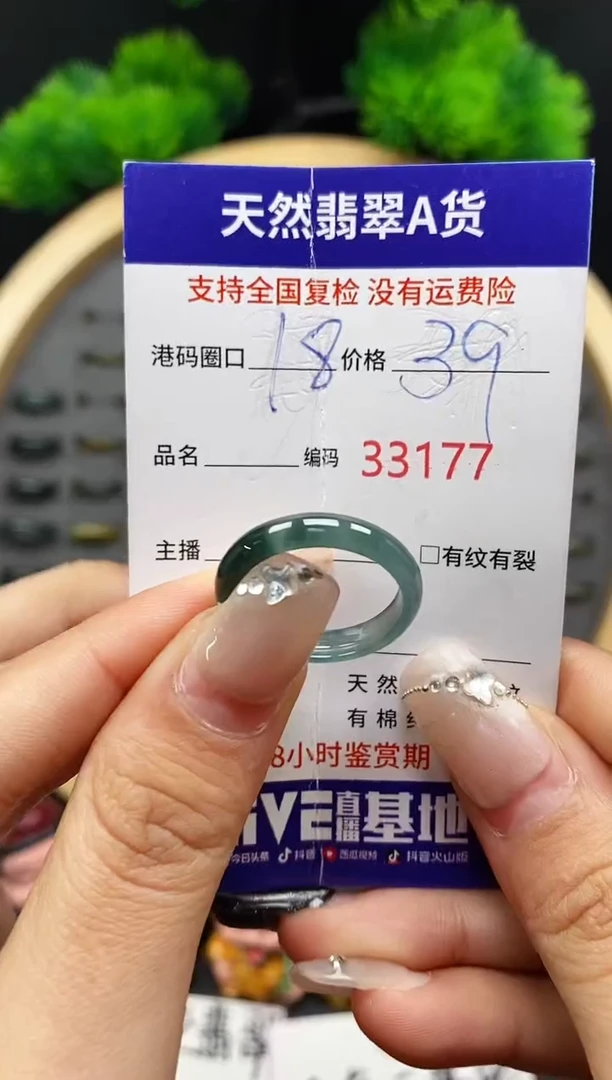 天然翡翠A货
支持全国复检 没有运费险
港码圈口 18 价格 39
品名 编码 33177
主播 □有纹有裂
天然
有棉
8小时鉴赏期
直播基地
今日头条 抖音 西瓜视频 抖音火山版